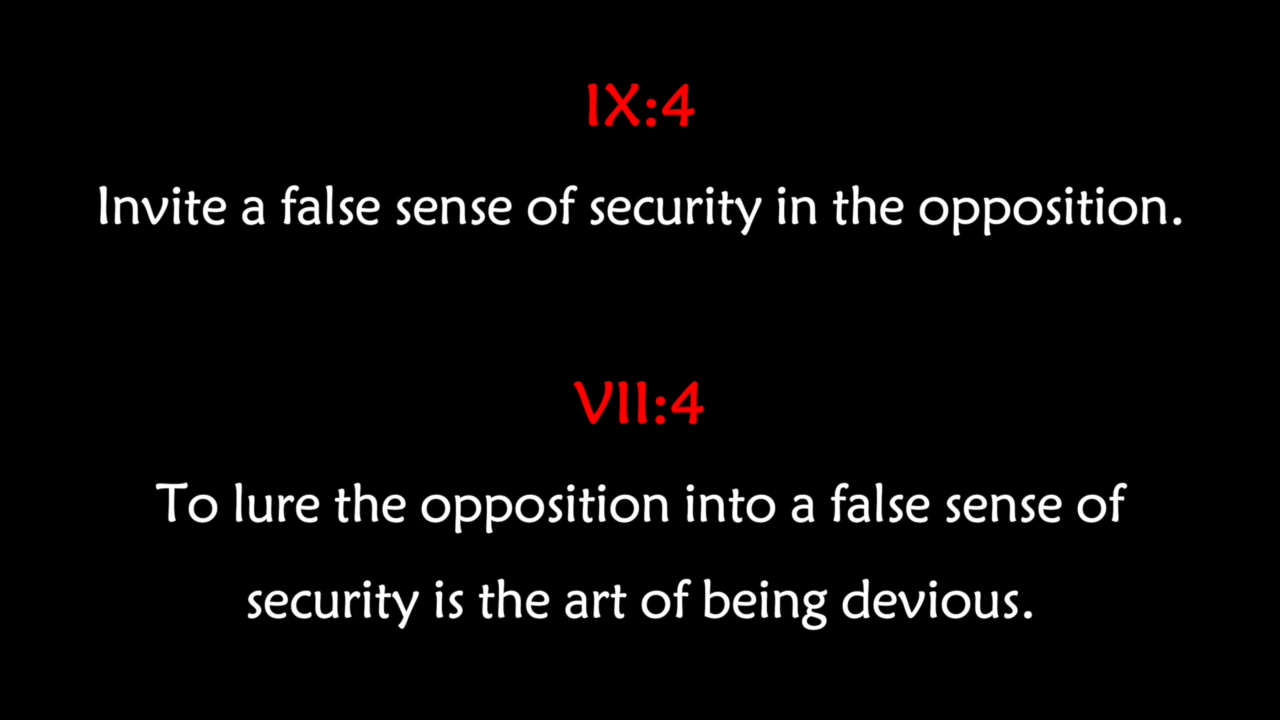 IX:4
Invite a false sense of security in the opposition.
VII:4
To lure the opposition into a false sense of
security is the art of being devious.